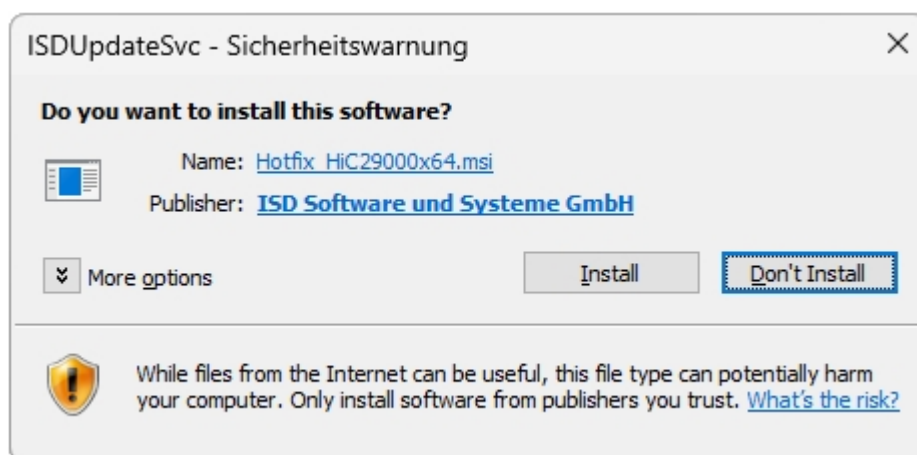 ISDUpdateSvc - Sicherheitswarnung
Do you want to install this software?
Name: Hotfix_HiC29000x64.msi
Publisher: ISD Software und Systeme GmbH
More options
Install
Don't Install
While files from the Internet can be useful, this file type can potentially harm
your computer. Only install software from publishers you trust. What's the risk?